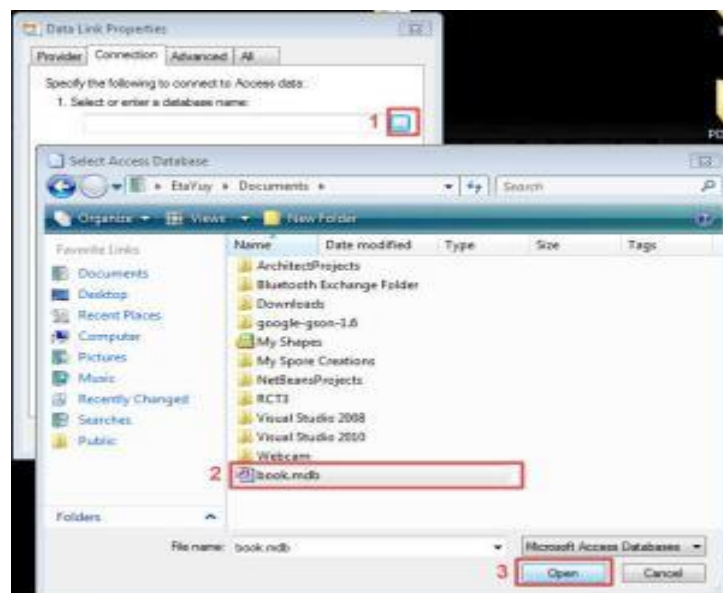 Data Link Properties
Provider Connection Advanced All
Specify the following to connect to Access data:
1. Select or enter a database name:
1
Select Access Database
EtaYuy Documents
Search
Organize Views New Folder
Favorite Links
Documents
Desktop
Recent Places
Computer
Pictures
Music
Recently Changed
Searches
Public
Folders
Name Date modified Type Size Tags
ArchitectProjects
Bluetooth Exchange Folder
Downloads
google-gson-1.6
My Shapes
My Spore Creations
NetBeansProjects
RCT3
Visual Studio 2008
Visual Studio 2010
Webcam
2 book.mdb
File name: book.mdb Microsoft Access Databases
3 Open Cancel